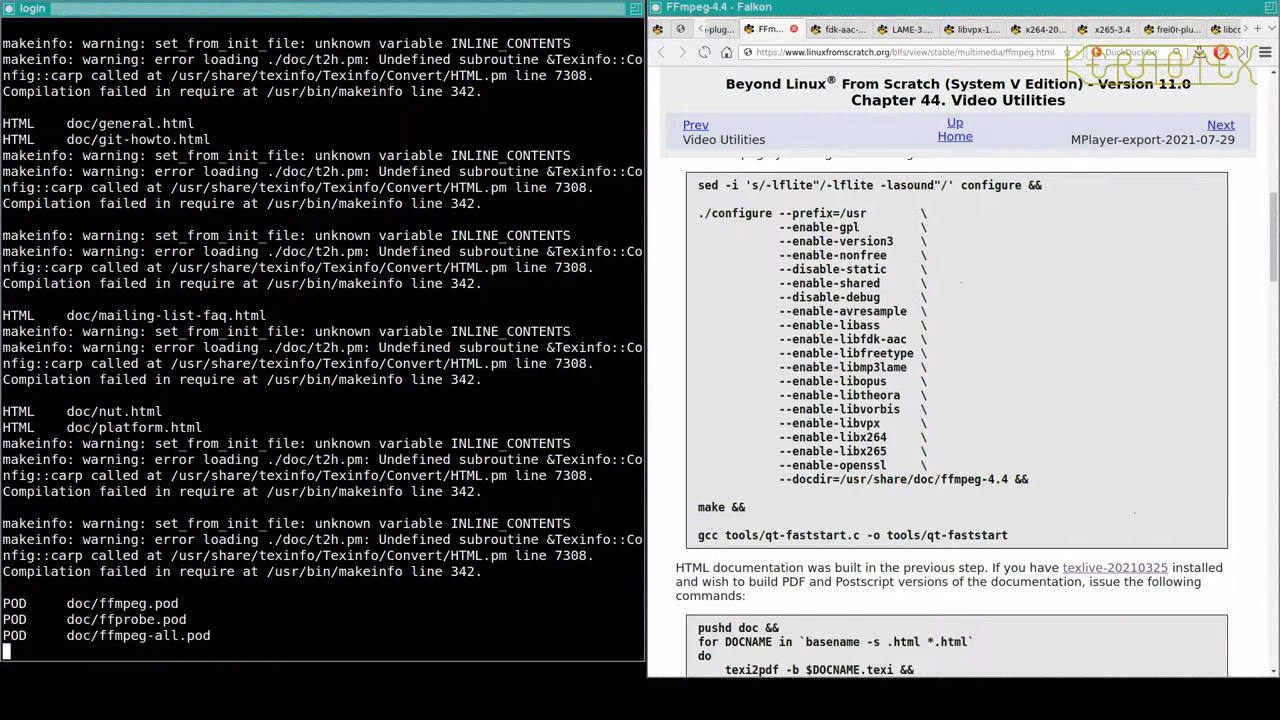 login
makeinfo: warning: set_from_init_file: unknown variable INLINE_CONTENTS
makeinfo: warning: error loading ./doc/t2h.pm: Undefined subroutine &Texinfo::Co
nfig::carp called at /usr/share/texinfo/Texinfo/Convert/HTML.pm line 7308.
Compilation failed in require at /usr/bin/makeinfo line 342.
HTML doc/general.html
HTML doc/git-howto.html
makeinfo: warning: set_from_init_file: unknown variable INLINE_CONTENTS
makeinfo: warning: error loading ./doc/t2h.pm: Undefined subroutine &Texinfo::Co
nfig::carp called at /usr/share/texinfo/Texinfo/Convert/HTML.pm line 7308.
Compilation failed in require at /usr/bin/makeinfo line 342.
makeinfo: warning: set_from_init_file: unknown variable INLINE_CONTENTS
makeinfo: warning: error loading ./doc/t2h.pm: Undefined subroutine &Texinfo::Co
nfig::carp called at /usr/share/texinfo/Texinfo/Convert/HTML.pm line 7308.
Compilation failed in require at /usr/bin/makeinfo line 342.
HTML doc/mailing-list-faq.html
makeinfo: warning: set_from_init_file: unknown variable INLINE_CONTENTS
makeinfo: warning: error loading ./doc/t2h.pm: Undefined subroutine &Texinfo::Co
nfig::carp called at /usr/share/texinfo/Texinfo/Convert/HTML.pm line 7308.
Compilation failed in require at /usr/bin/makeinfo line 342.
HTML doc/nut.html
HTML doc/platform.html
makeinfo: warning: set_from_init_file: unknown variable INLINE_CONTENTS
makeinfo: warning: error loading ./doc/t2h.pm: Undefined subroutine &Texinfo::Co
nfig::carp called at /usr/share/texinfo/Texinfo/Convert/HTML.pm line 7308.
Compilation failed in require at /usr/bin/makeinfo line 342.
makeinfo: warning: set_from_init_file: unknown variable INLINE_CONTENTS
makeinfo: warning: error loading ./doc/t2h.pm: Undefined subroutine &Texinfo::Co
nfig::carp called at /usr/share/texinfo/Texinfo/Convert/HTML.pm line 7308.
Compilation failed in require at /usr/bin/makeinfo line 342.
POD doc/ffmpeg.pod
POD doc/ffprobe.pod
POD doc/ffmpeg-all.pod
FFmpeg-4.4 - Falkon
-plug... FFm... fdk-aac-... LAME-3.... libvpx-1.... x264-20... x265-3.4 frei0r-plu... libcc
https://www.linuxfromscratch.org/blfs/view/stable/multimedia/ffmpeg.html DuckDuckGo
KERNOTEX
Beyond Linux® From Scratch (System V Edition) - Version 11.0
Chapter 44. Video Utilities
Prev Up Next
Video Utilities Home MPlayer-export-2021-07-29
sed -i 's/-lflite"/-lflite -lasound"/' configure &&
./configure --prefix=/usr \
--enable-gpl \
--enable-version3 \
--enable-nonfree \
--disable-static \
--enable-shared \
--disable-debug \
--enable-avresample \
--enable-libass \
--enable-libfdk-aac \
--enable-libfreetype \
--enable-libmp3lame \
--enable-libopus \
--enable-libtheora \
--enable-libvorbis \
--enable-libvpx \
--enable-libx264 \
--enable-libx265 \
--enable-openssl \
--docdir=/usr/share/doc/ffmpeg-4.4 &&
make &&
gcc tools/qt-faststart.c -o tools/qt-faststart
HTML documentation was built in the previous step. If you have texlive-20210325 installed
and wish to build PDF and Postscript versions of the documentation, issue the following
commands:
pushd doc &&
for DOCNAME in `basename -s .html *.html`
do
texi2pdf -b $DOCNAME.texi &&